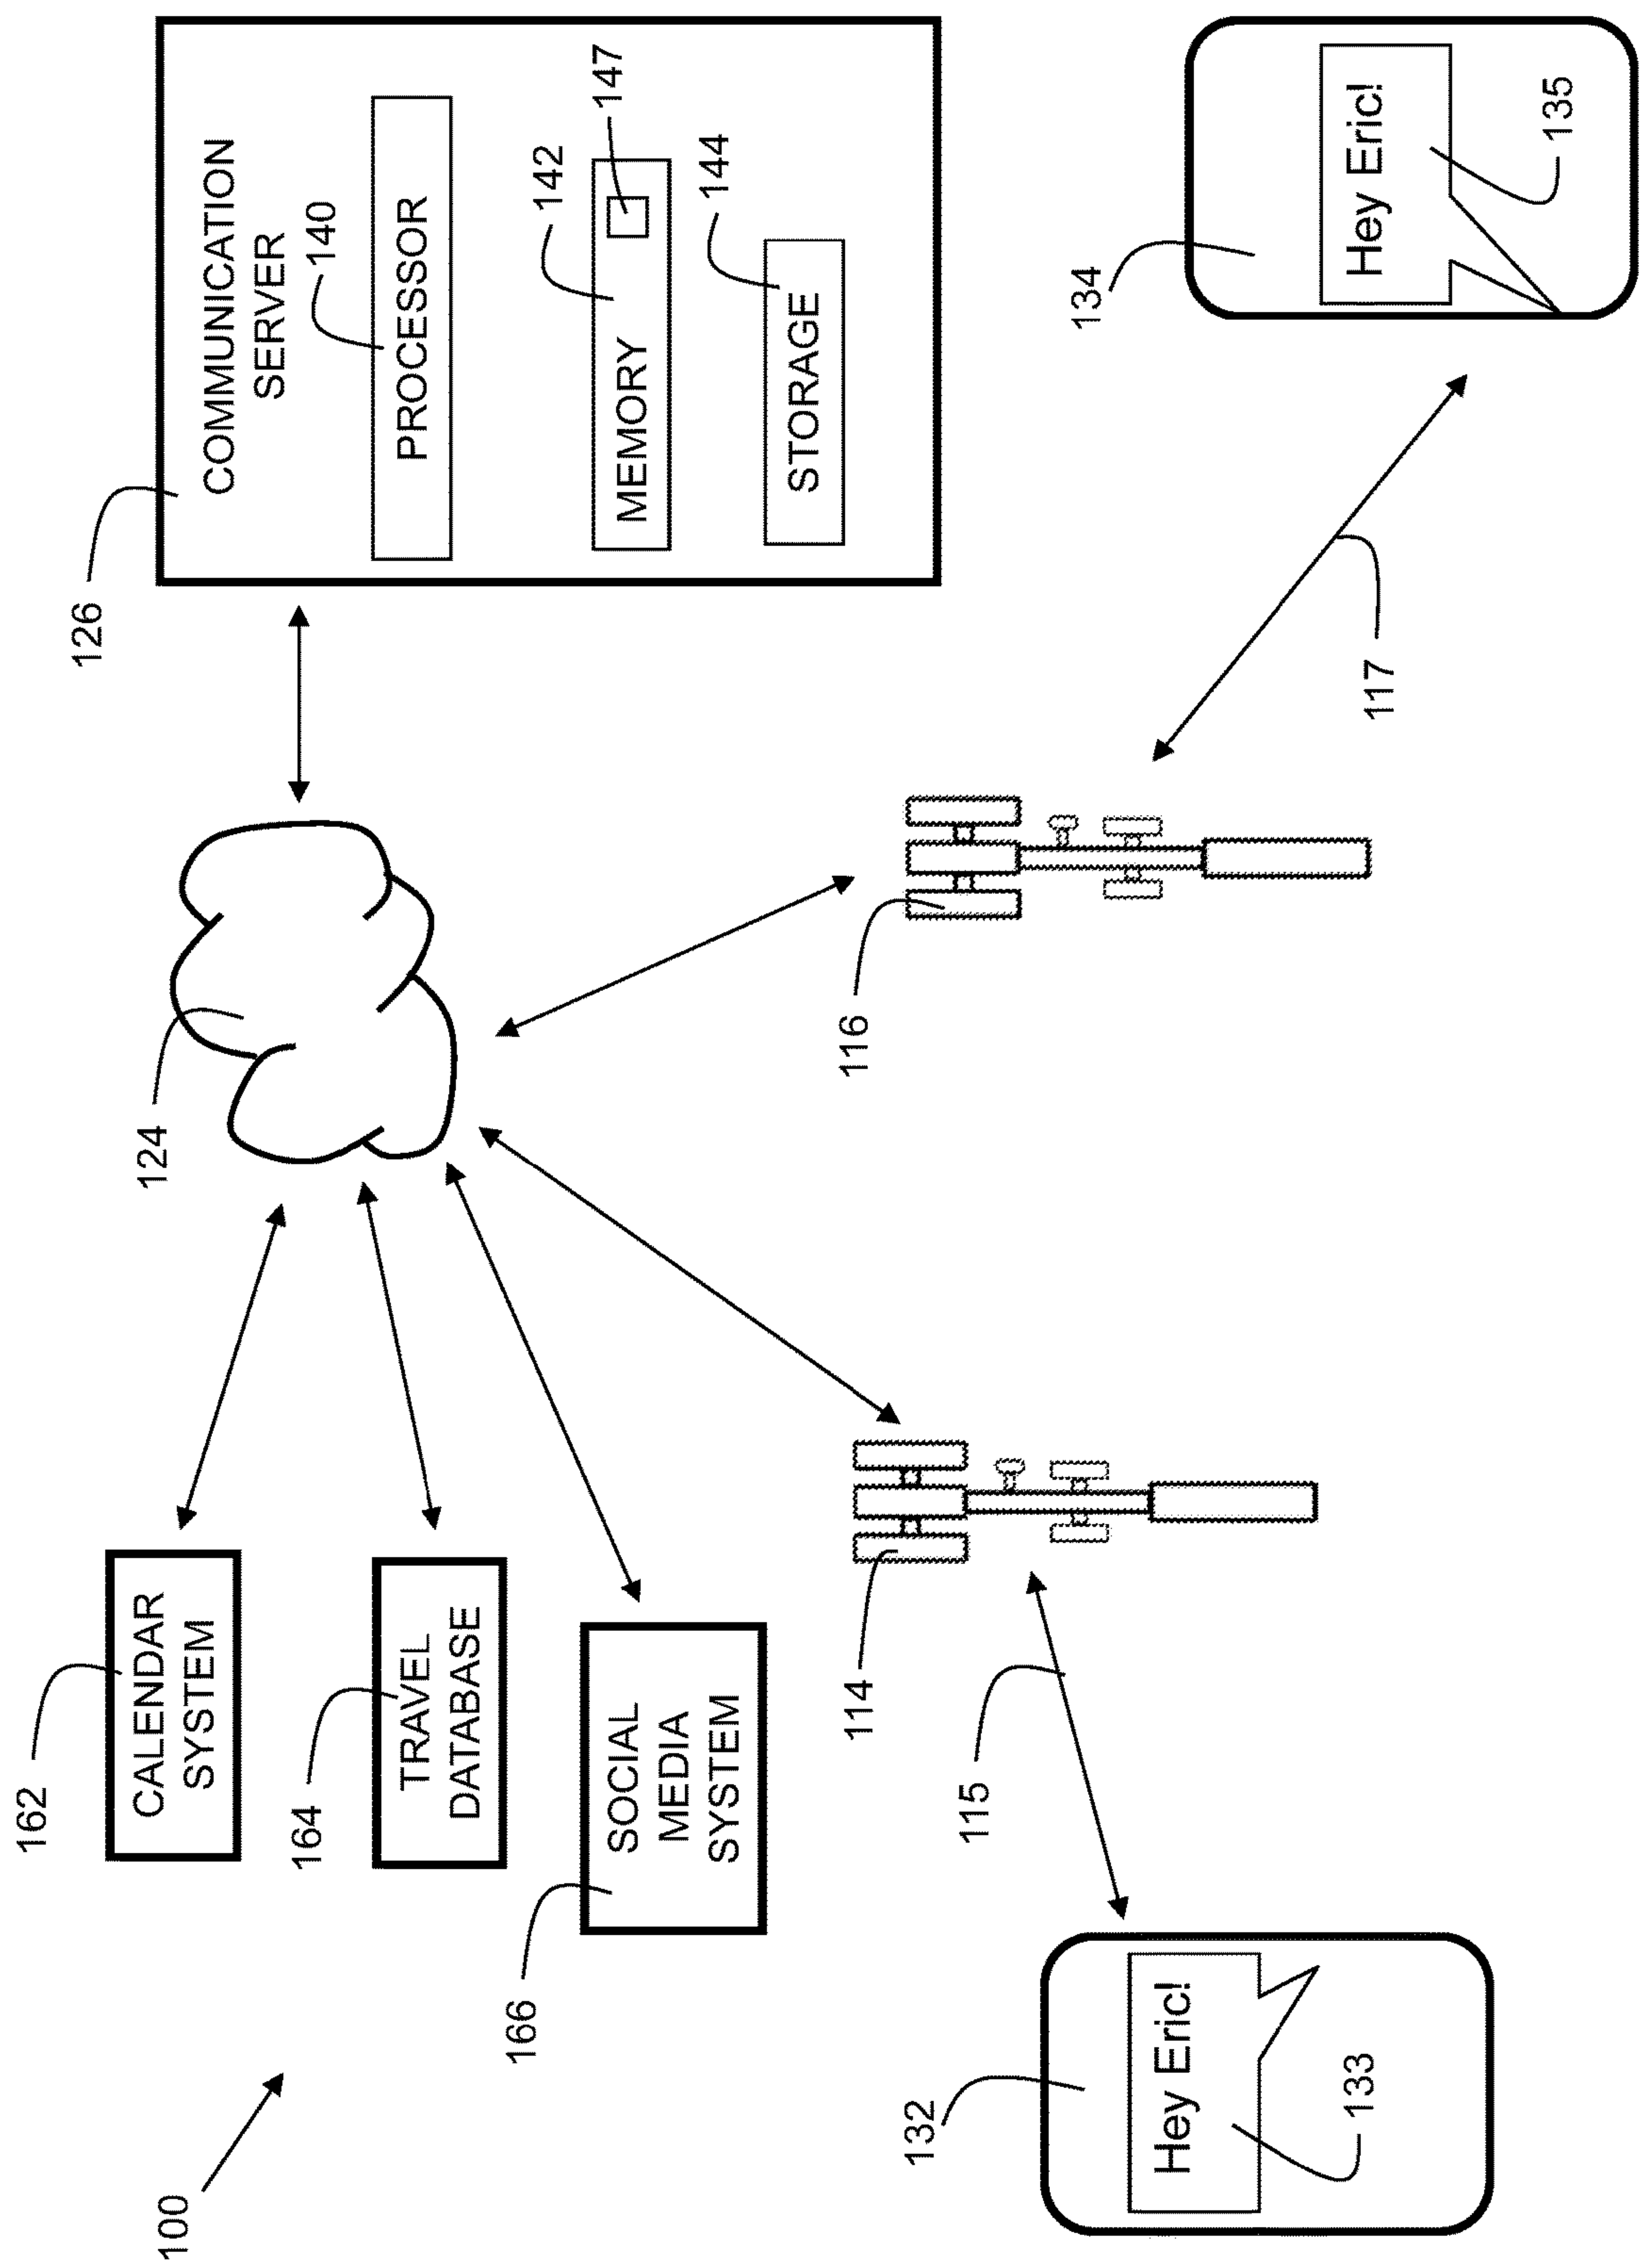 100
162
CALENDAR
SYSTEM
164
TRAVEL
DATABASE
166
SOCIAL
MEDIA
SYSTEM
124
126
COMMUNICATION
SERVER
140
PROCESSOR
142
147
MEMORY
144
STORAGE
114
116
115
117
132
Hey Eric!
133
134
Hey Eric!
135